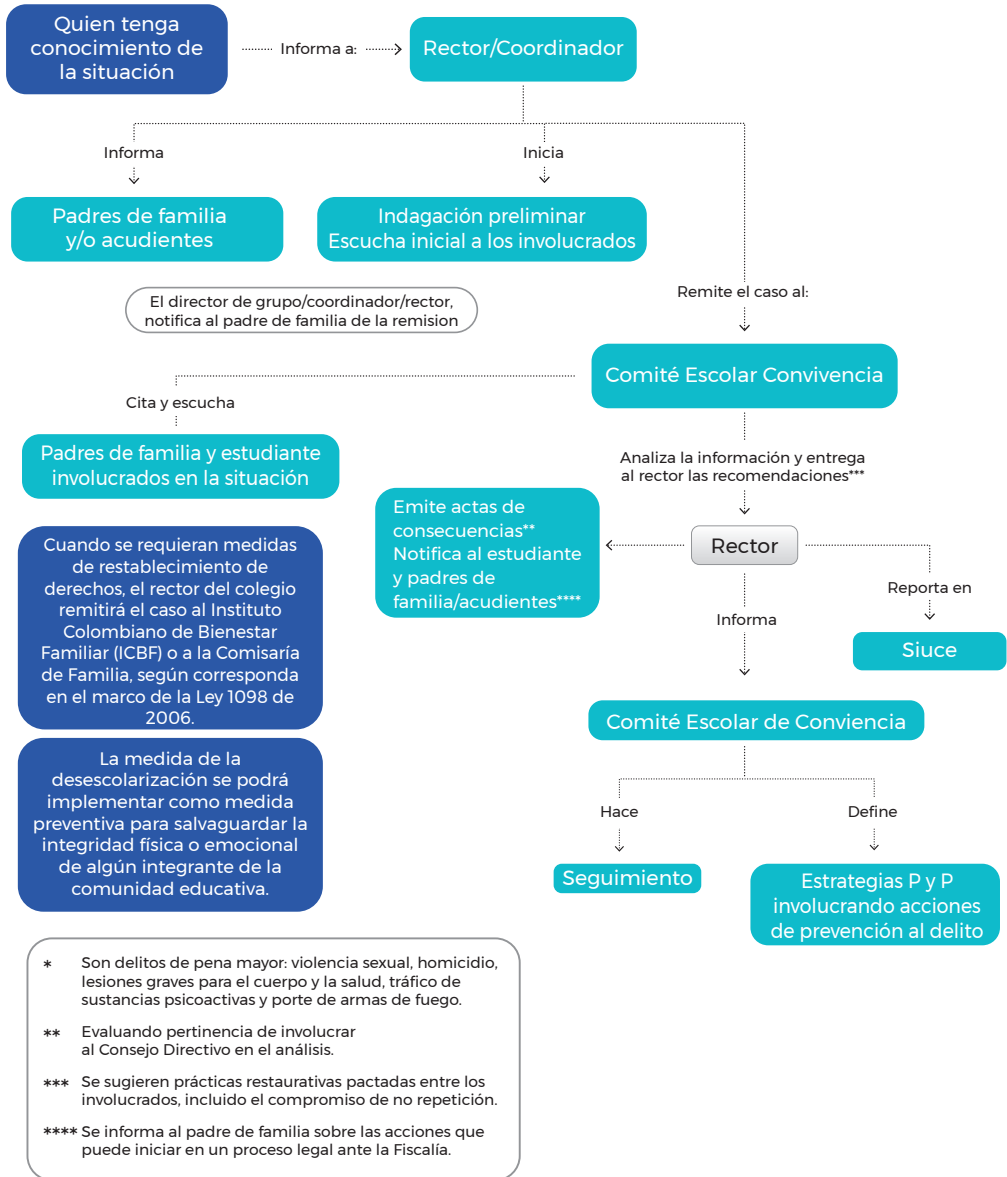 Quien tenga
conocimiento de
la situación
Informa a:
Rector/Coordinador
Informa
Inicia
Padres de familia
y/o acudientes
Indagación preliminar
Escucha inicial a los involucrados
El director de grupo/coordinador/rector,
notifica al padre de familia de la remision
Remite el caso al:
Comité Escolar Convivencia
Cita y escucha
Padres de familia y estudiante
involucrados en la situación
Analiza la información y entrega
al rector las recomendaciones***
Emite actas de
consecuencias**
Notifica al estudiante
y padres de
familia/acudientes****
Rector
Reporta en
Siuce
Informa
Cuando se requieran medidas
de restablecimiento de
derechos, el rector del colegio
remitirá el caso al Instituto
Colombiano de Bienestar
Familiar (ICBF) o a la Comisaría
de Familia, según corresponda
en el marco de la Ley 1098 de
2006.
Comité Escolar de Conviencia
La medida de la
desescolarización se podrá
implementar como medida
preventiva para salvaguardar la
integridad física o emocional
de algún integrante de la
comunidad educativa.
Hace
Define
Seguimiento
Estrategias P y P
involucrando acciones
de prevención al delito
* Son delitos de pena mayor: violencia sexual, homicidio,
lesiones graves para el cuerpo y la salud, tráfico de
sustancias psicoactivas y porte de armas de fuego.
** Evaluando pertinencia de involucrar
al Consejo Directivo en el análisis.
*** Se sugieren prácticas restaurativas pactadas entre los
involucrados, incluido el compromiso de no repetición.
**** Se informa al padre de familia sobre las acciones que
puede iniciar en un proceso legal ante la Fiscalía.